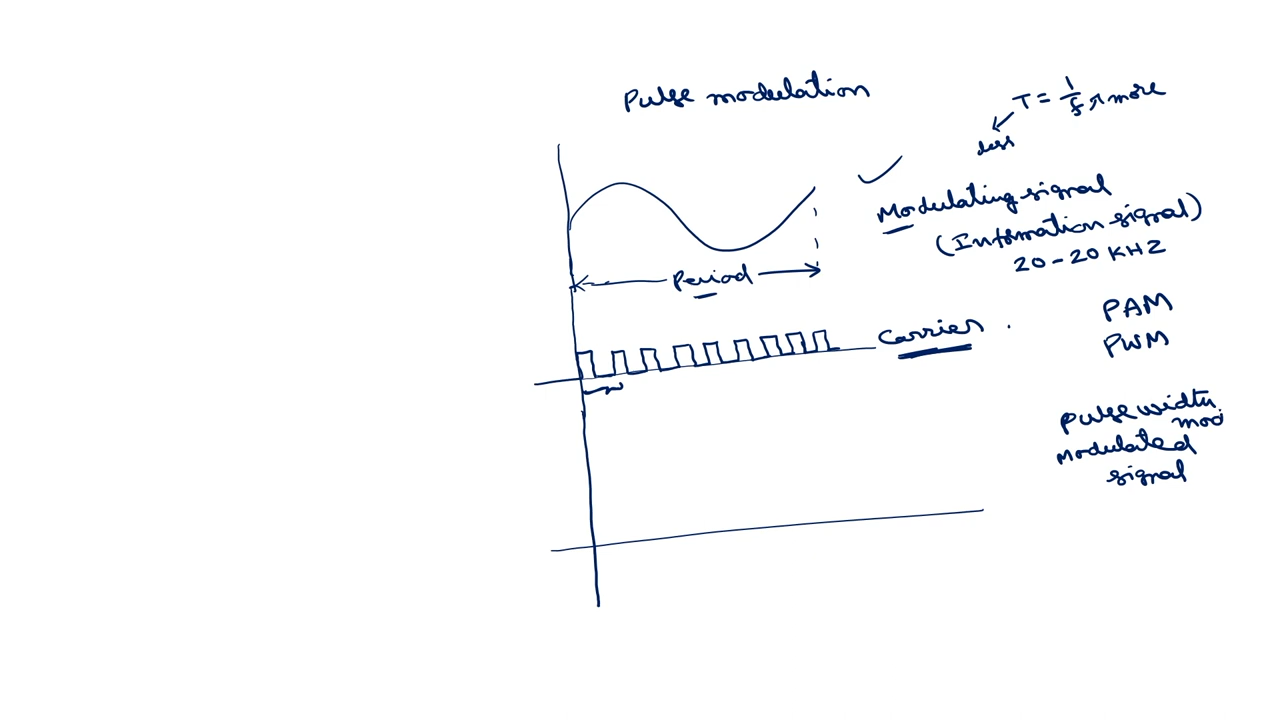 Pulse modulation
T = 1/f more
less
Modulating signal
(Information signal)
20-20 KHZ
Period
Carrier
PAM
PWM
Pulse width
mod
Modulated
signal